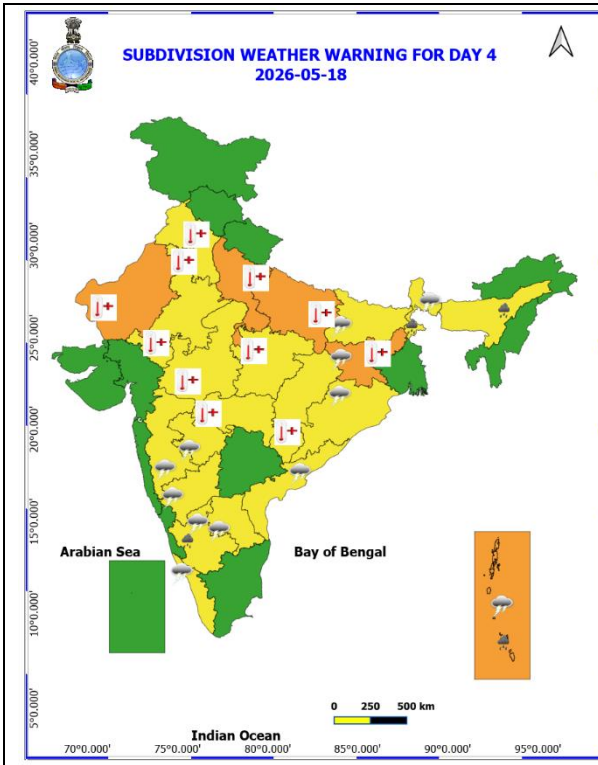 SUBDIVISION WEATHER WARNING FOR DAY 4
2026-05-18
40°0.000'
35°0.000'
30°0.000'
25°0.000'
20°0.000'
15°0.000'
10°0.000'
5°0.000'
Arabian Sea
Bay of Bengal
0 250 500 km
Indian Ocean
70°0.000' 75°0.000' 80°0.000' 85°0.000' 90°0.000' 95°0.000'